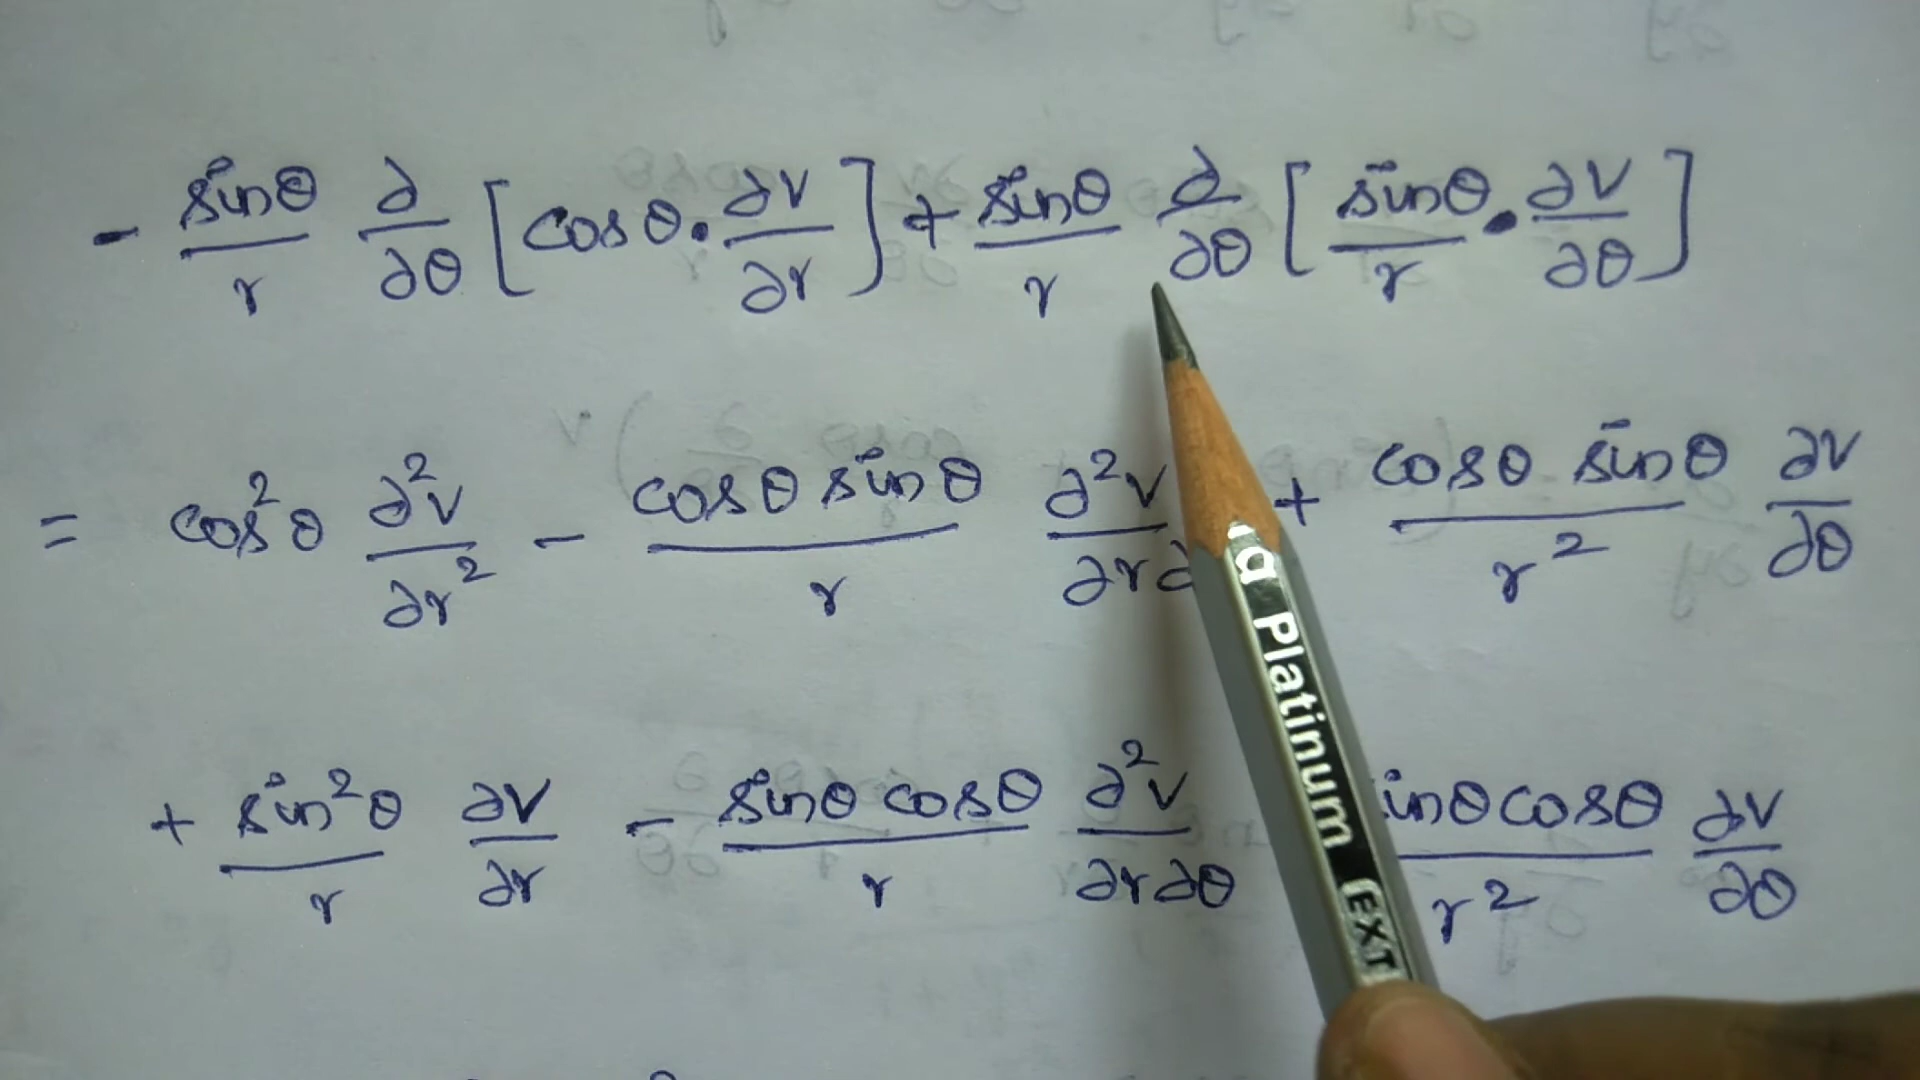 - sinθ/r ∂/∂θ [cosθ · ∂v/∂r] + sinθ/r ∂/∂θ [sinθ/r · ∂v/∂θ]
= cos²θ ∂²v/∂r² - cosθ sinθ/r ∂²v/∂r∂ + cosθ sinθ/r² ∂v/∂θ
+ sin²θ/r ∂v/∂r - sinθ cosθ/r ∂²v/∂r∂θ inθ cosθ/r² ∂v/∂θ
Platinum
EXT